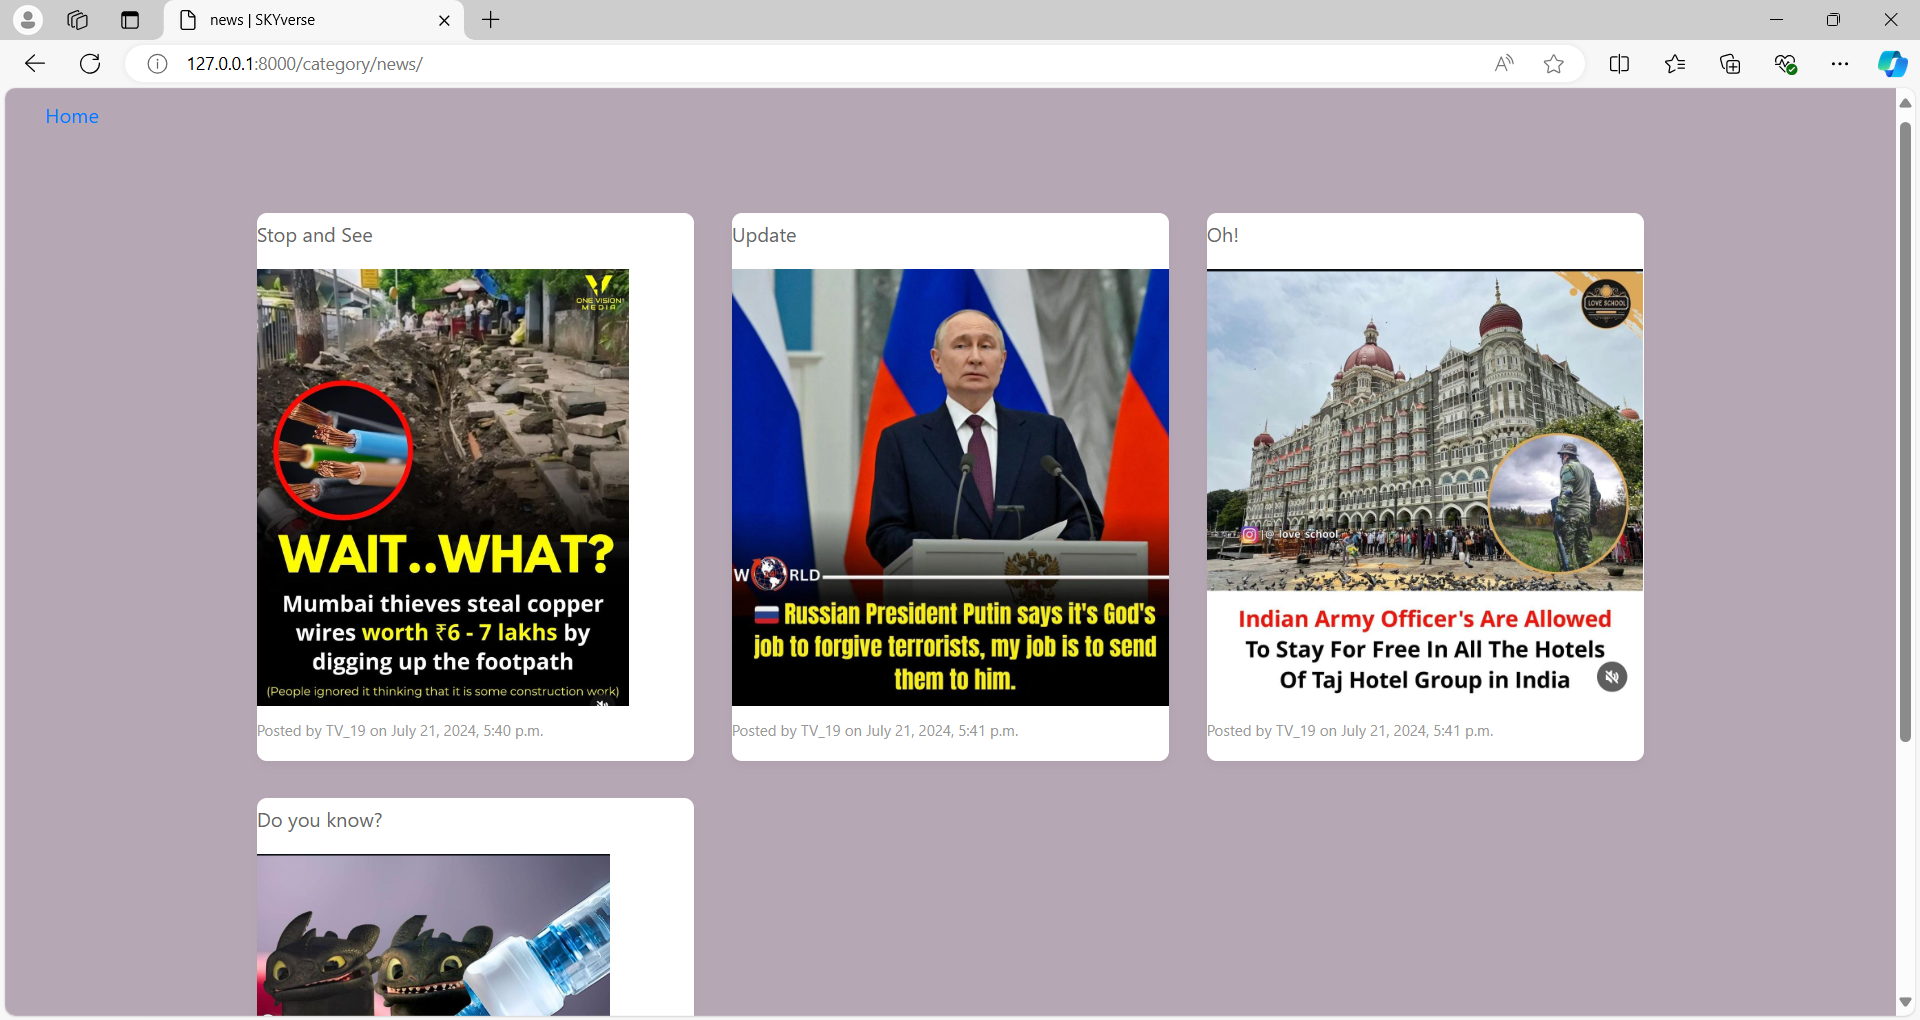 news | SKYverse
127.0.0.1:8000/category/news/
Home
Stop and See
ONE VISION
MEDIA
WAIT..WHAT?
Mumbai thieves steal copper
wires worth ₹6 - 7 lakhs by
digging up the footpath
(People ignored it thinking that it is some construction work)
Posted by TV_19 on July 21, 2024, 5:40 p.m.
Update
WORLD
Russian President Putin says it's God's
job to forgive terrorists, my job is to send
them to him.
Posted by TV_19 on July 21, 2024, 5:41 p.m.
Oh!
LOVE SCHOOL
@_love_school
Indian Army Officer's Are Allowed
To Stay For Free In All The Hotels
Of Taj Hotel Group in India
Posted by TV_19 on July 21, 2024, 5:41 p.m.
Do you know?